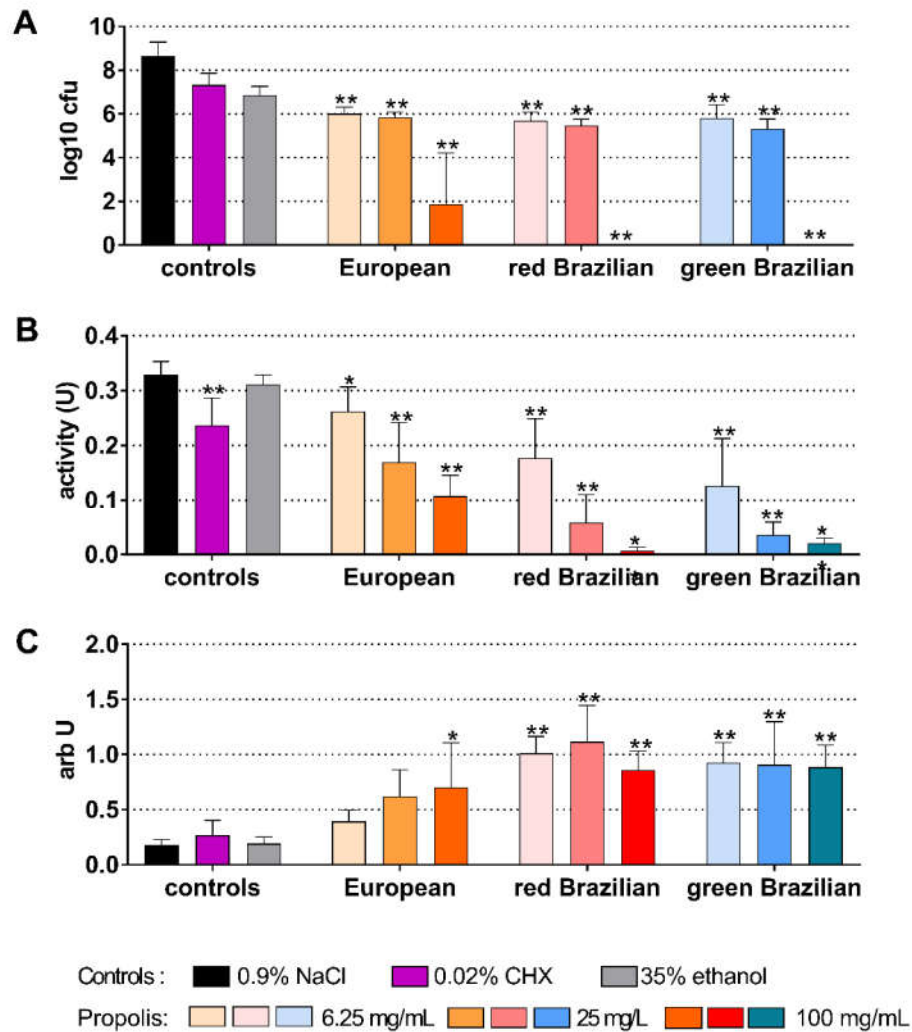 A
10
8
6
4
2
0
log10 cfu
** ** ** ** ** ** ** ** **
controls European red Brazilian green Brazilian
B
0.4
0.3
0.2
0.1
0.0
activity (U)
** * ** ** ** ** * * ** ** * *
controls European red Brazilian green Brazilian
C
2.0
1.5
1.0
0.5
0.0
arb U
* ** ** ** ** ** **
controls European red Brazilian green Brazilian
Controls : 0.9% NaCl 0.02% CHX 35% ethanol
Propolis: 6.25 mg/mL 25 mg/L 100 mg/mL